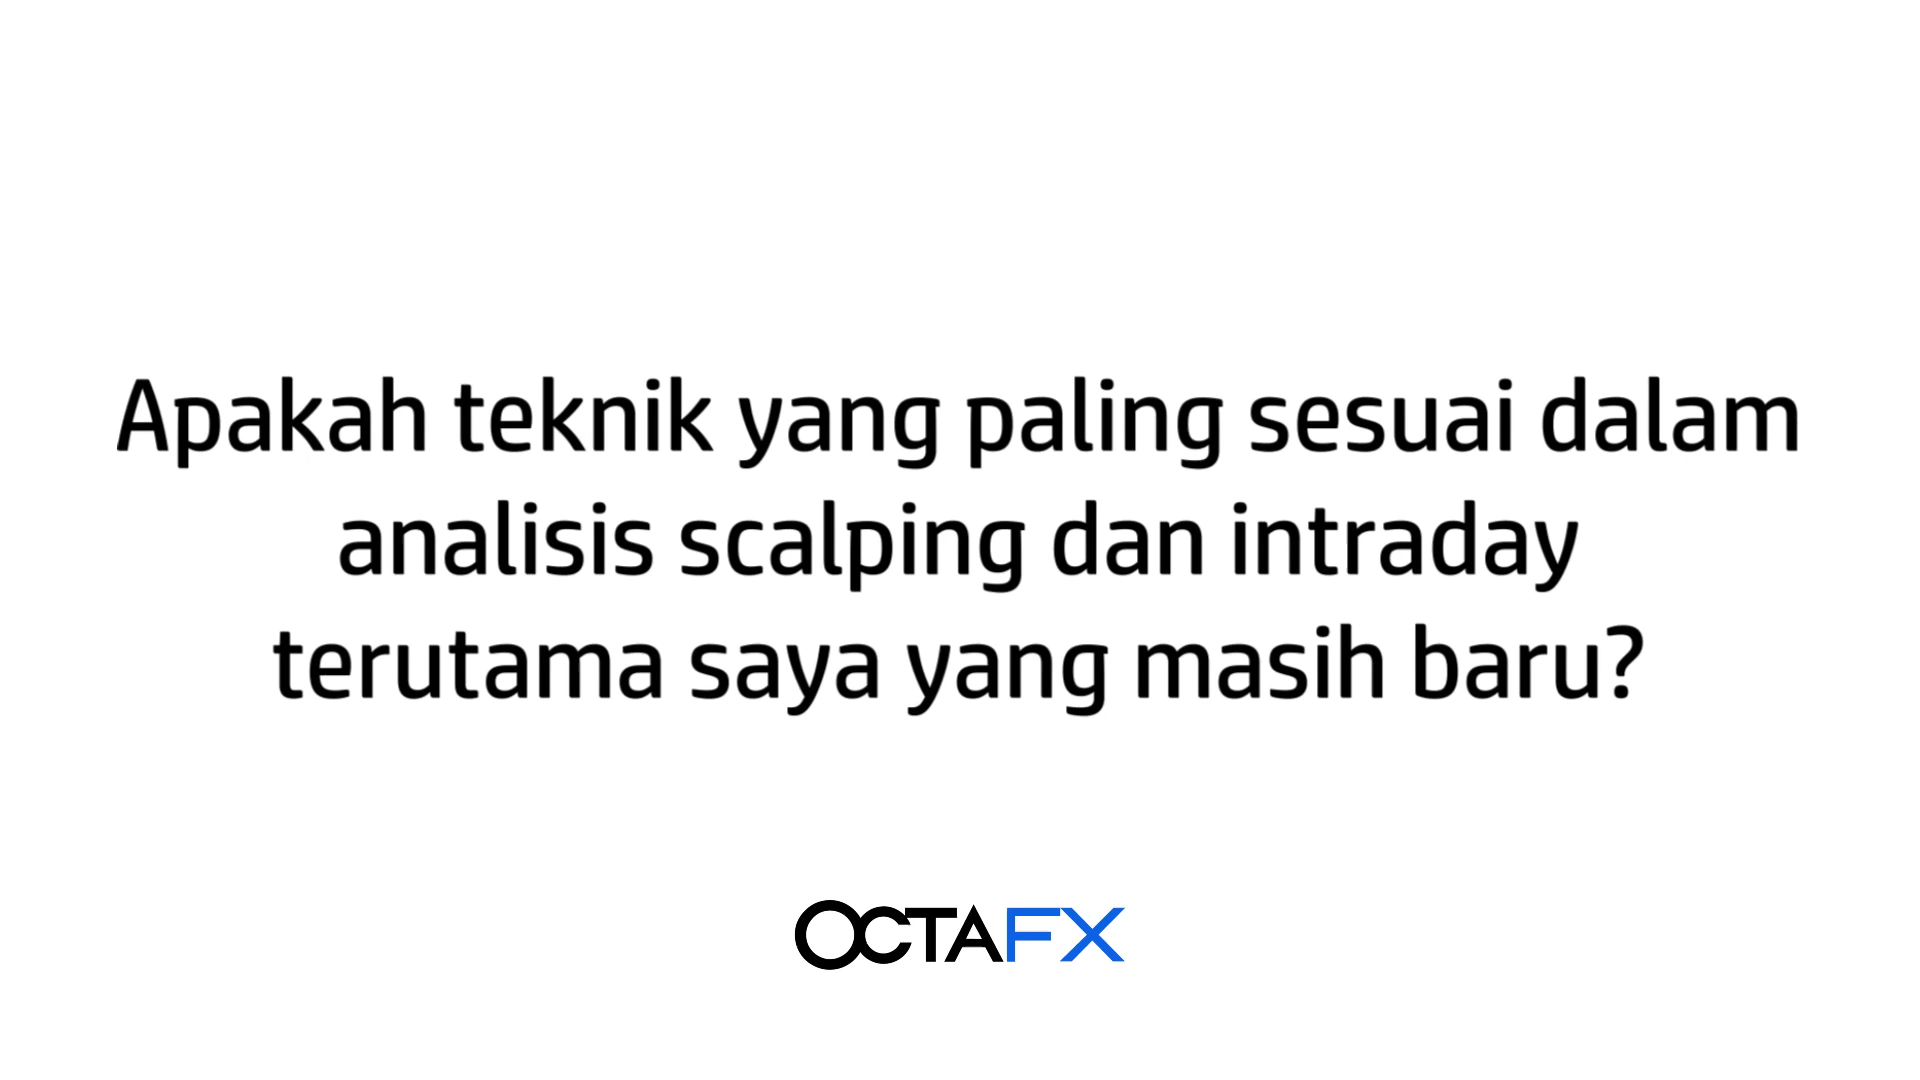 Apakah teknik yang paling sesuai dalam
analisis scalping dan intraday
terutama saya yang masih baru?
OCTAFX